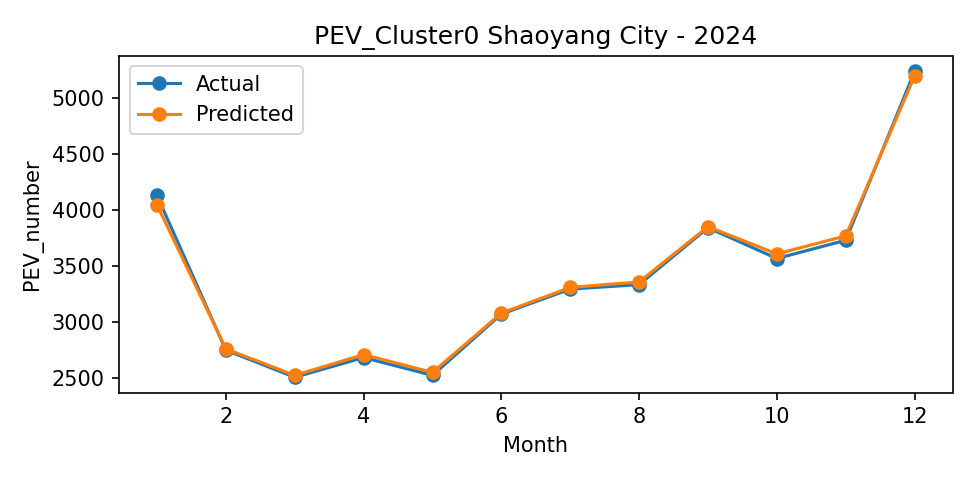 PEV_Cluster0 Shaoyang City - 2024
Actual
Predicted
PEV_number
5000
4500
4000
3500
3000
2500
2 4 6 8 10 12
Month